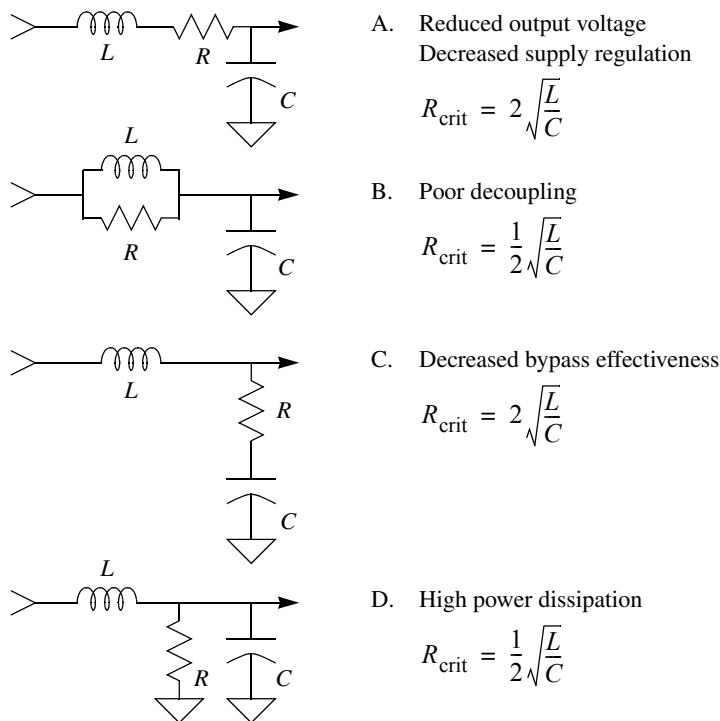 L
R
C
A. Reduced output voltage
Decreased supply regulation
R_crit = 2√(L/C)
L
R
C
B. Poor decoupling
R_crit = 1/2√(L/C)
L
R
C
C. Decreased bypass effectiveness
R_crit = 2√(L/C)
L
R
C
D. High power dissipation
R_crit = 1/2√(L/C)